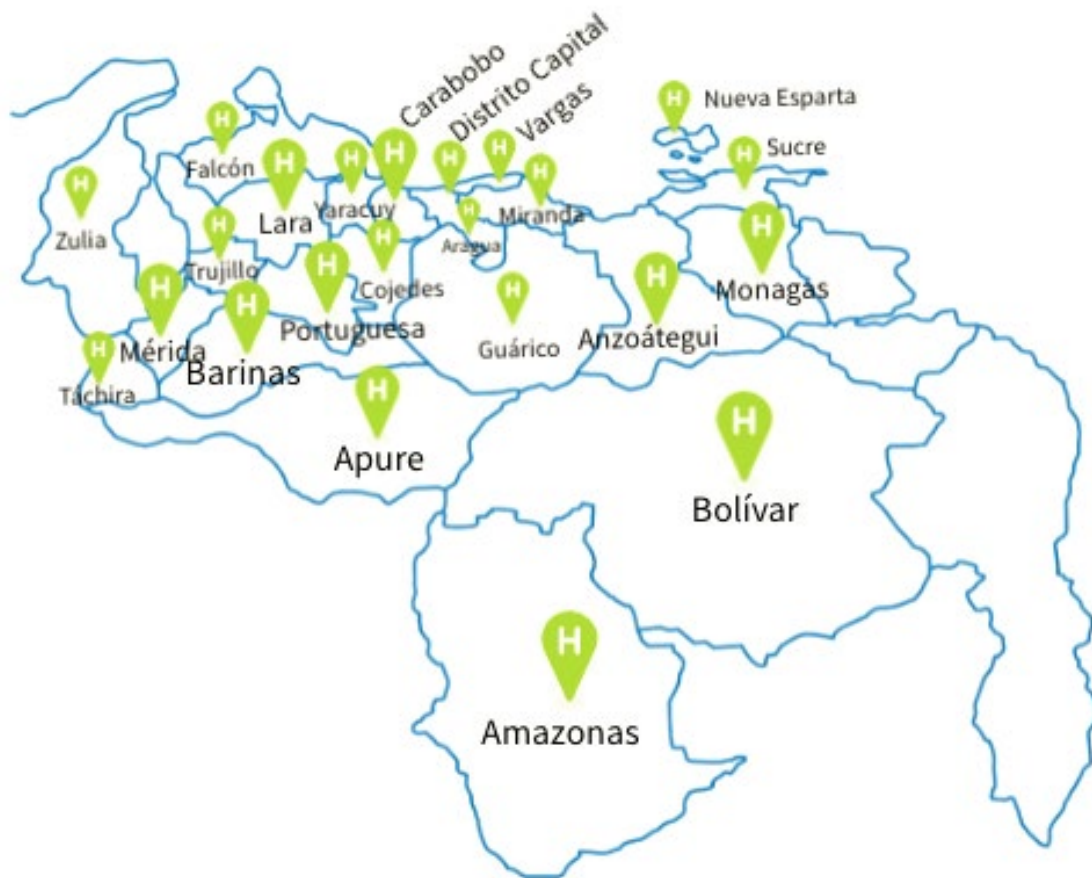 Carabobo
Distrito Capital
Vargas
H
Nueva Esparta
H
Falcón
H
Lara
H
Yaracuy
H
H
H
H
Miranda
H
Sucre
H
Zulia
H
Trujillo
H
Cojedes
H
Aragua
H
Monagas
H
Mérida
H
Barinas
H
Portuguesa
H
Guárico
H
Anzoátegui
H
Táchira
H
Apure
H
Bolívar
H
Amazonas